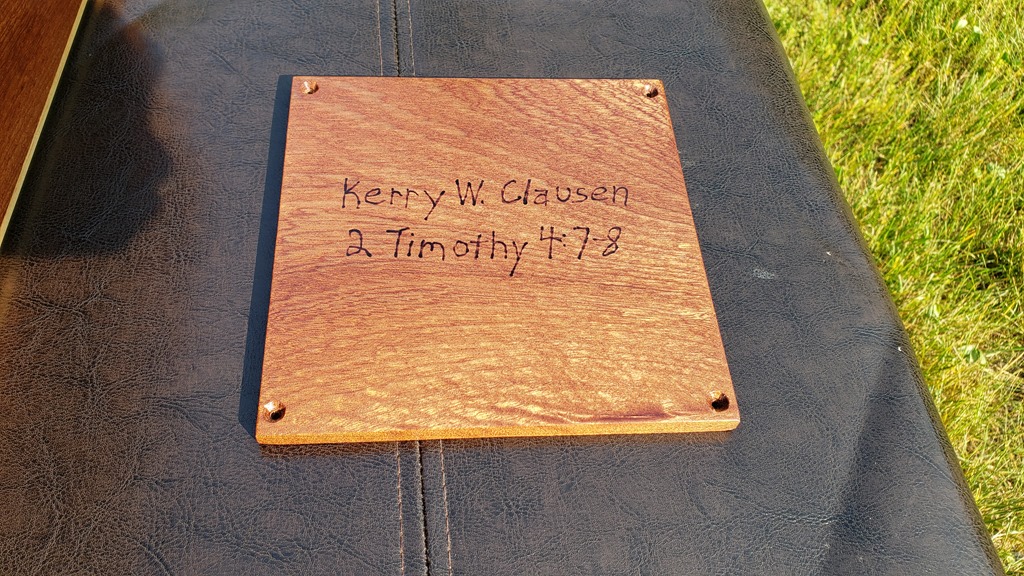 Kerry W. Clausen
2 Timothy 4:7-8